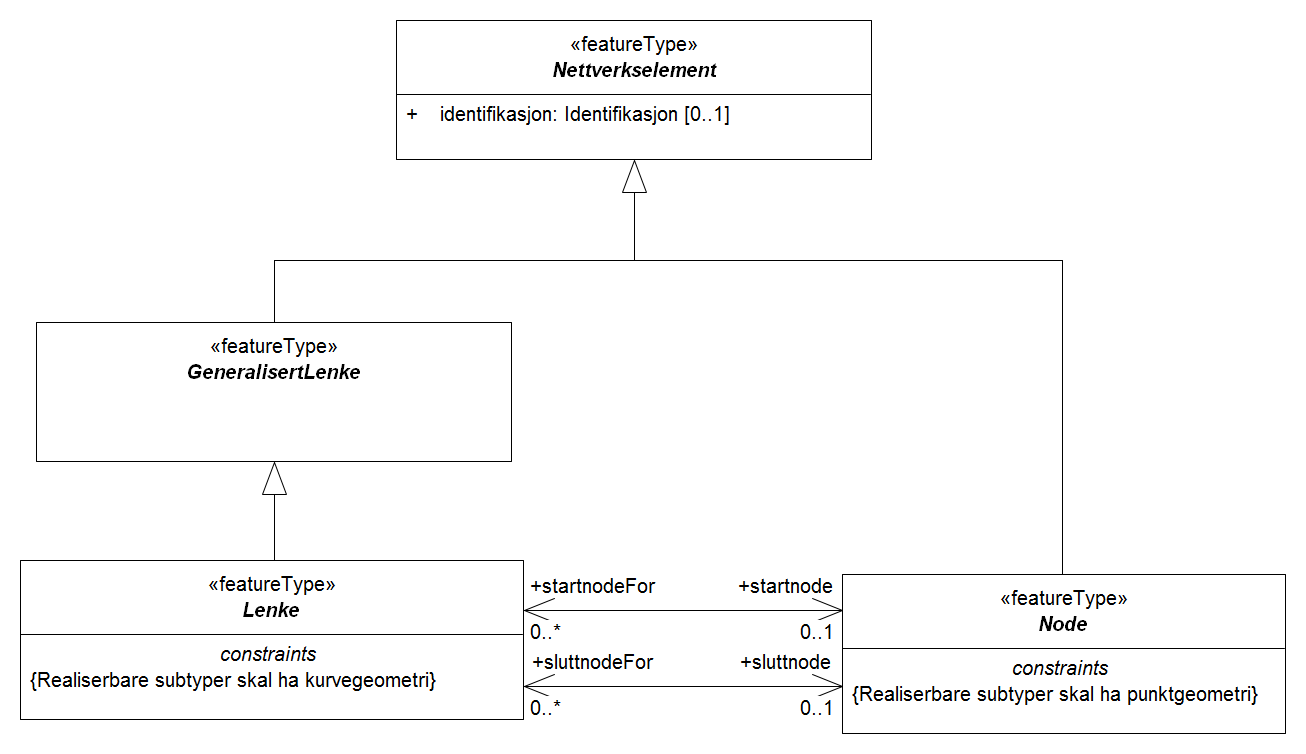 «featureType»
Nettverkselement
+ identifikasjon: Identifikasjon [0..1]
«featureType»
GeneralisertLenke
«featureType»
Lenke
constraints
{Realiserbare subtyper skal ha kurvegeometri}
+startnodeFor
+startnode
0..*
0..1
+sluttnodeFor
+sluttnode
0..*
0..1
«featureType»
Node
constraints
{Realiserbare subtyper skal ha punktgeometri}